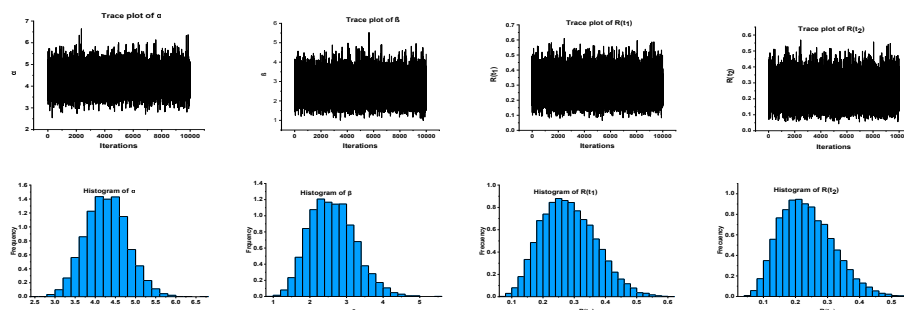 Trace plot of α
Trace plot of ß
Trace plot of R(t1)
Trace plot of R(t2)
7
6
5
4
3
2
α
0 2000 4000 6000 8000 10000
Iterations
6
5
4
3
2
1
ß
0 2000 4000 6000 8000 10000
Iterations
0.7
0.6
0.5
0.4
0.3
0.2
0.1
0.0
R(t1)
0 2000 4000 6000 8000 10000
Iterations
0.6
0.5
0.4
0.3
0.2
0.1
0.0
R(t2)
0 2000 4000 6000 8000 10000
Iterations
Histogram of α
Histogram of β
Histogram of R(t1)
Histogram of R(t2)
1.6
1.4
1.2
1.0
0.8
0.6
0.4
0.2
0.0
Frequency
2.5 3.0 3.5 4.0 4.5 5.0 5.5 6.0 6.5
1.4
1.2
1.0
0.8
0.6
0.4
0.2
0.0
Frequency
1 2 3 4 5
1.0
0.8
0.6
0.4
0.2
0.0
Frecuency
0.1 0.2 0.3 0.4 0.5 0.6
1.0
0.8
0.6
0.4
0.2
0.0
Frecuency
0.1 0.2 0.3 0.4 0.5